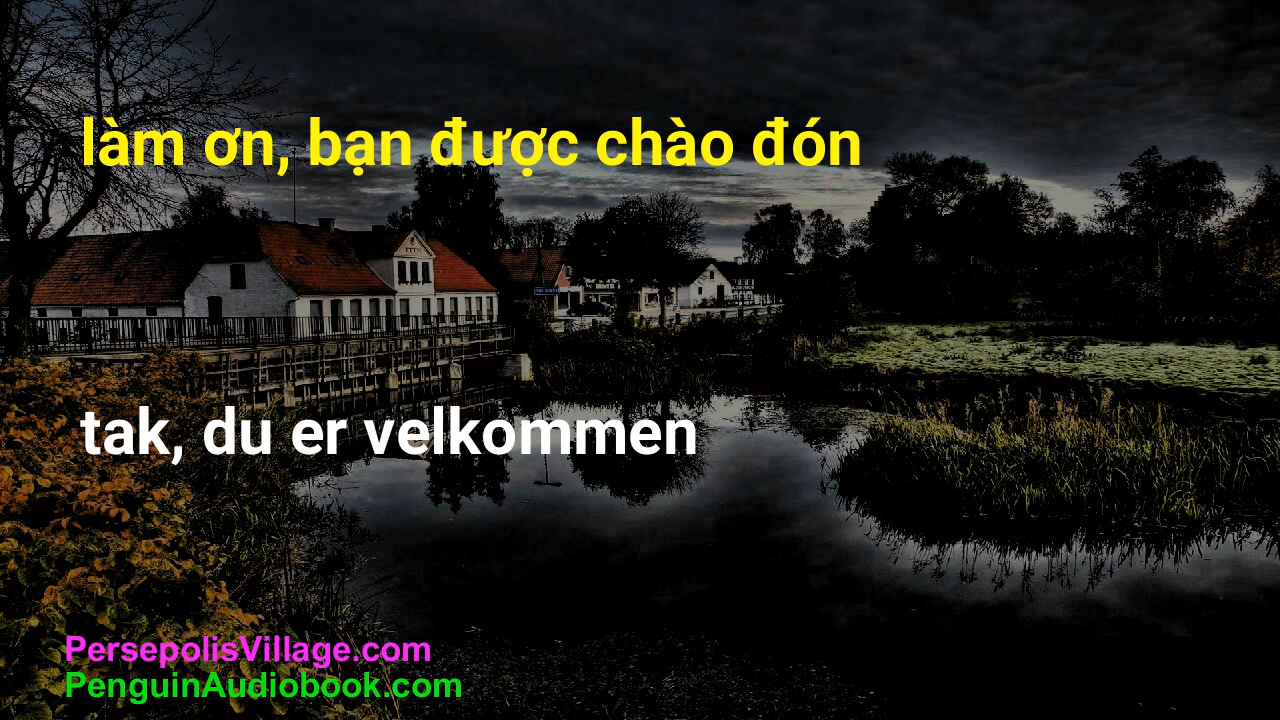 làm ơn, bạn được chào đón
tak, du er velkommen
PersepolisVillage.com
PenguinAudiobook.com